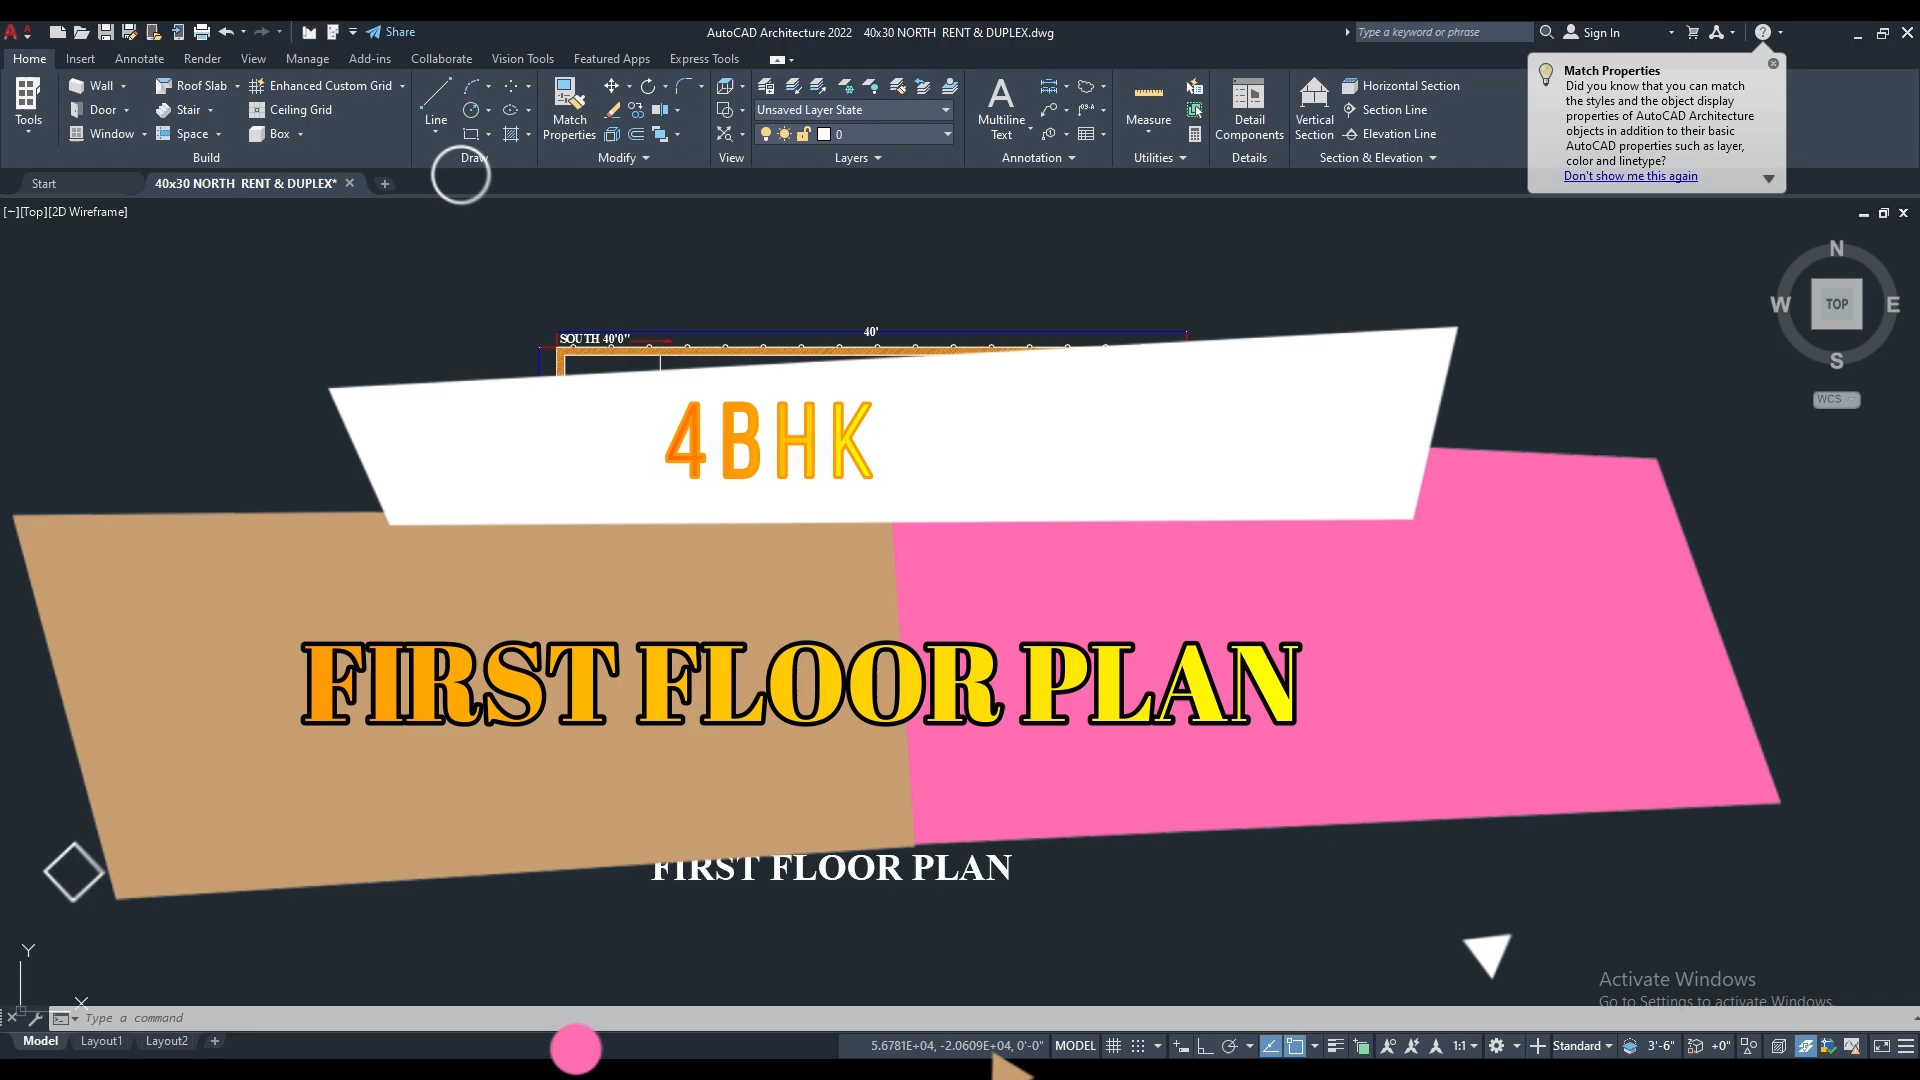 Share
AutoCAD Architecture 2022 40x30 NORTH RENT & DUPLEX.dwg
Type a keyword or phrase
Sign In
Home Insert Annotate Render View Manage Add-ins Collaborate Vision Tools Featured Apps Express Tools
Tools
Wall
Door
Window
Roof Slab
Stair
Space
Enhanced Custom Grid
Ceiling Grid
Box
Build
Line
Draw
Match
Properties
Modify
View
Unsaved Layer State
0
Layers
A
Multiline
Text
Annotation
Measure
Utilities
Detail
Components
Details
Vertical
Section
Horizontal Section
Section Line
Elevation Line
Section & Elevation
Match Properties
Did you know that you can match
the styles and the object display
properties of AutoCAD Architecture
objects in addition to their basic
AutoCAD properties such as layer,
color and linetype?
Don't show me this again
Start
40x30 NORTH RENT & DUPLEX*
[−][Top][2D Wireframe]
N
W TOP E
S
WCS
40'
SOUTH 40'0"
4BHK
FIRST FLOOR PLAN
FIRST FLOOR PLAN
Y
X
Activate Windows
Go to Settings to activate Windows.
Type a command
Model Layout1 Layout2
5.6781E+04, -2.0609E+04, 0'-0" MODEL 1:1 Standard 3'-6" +0"